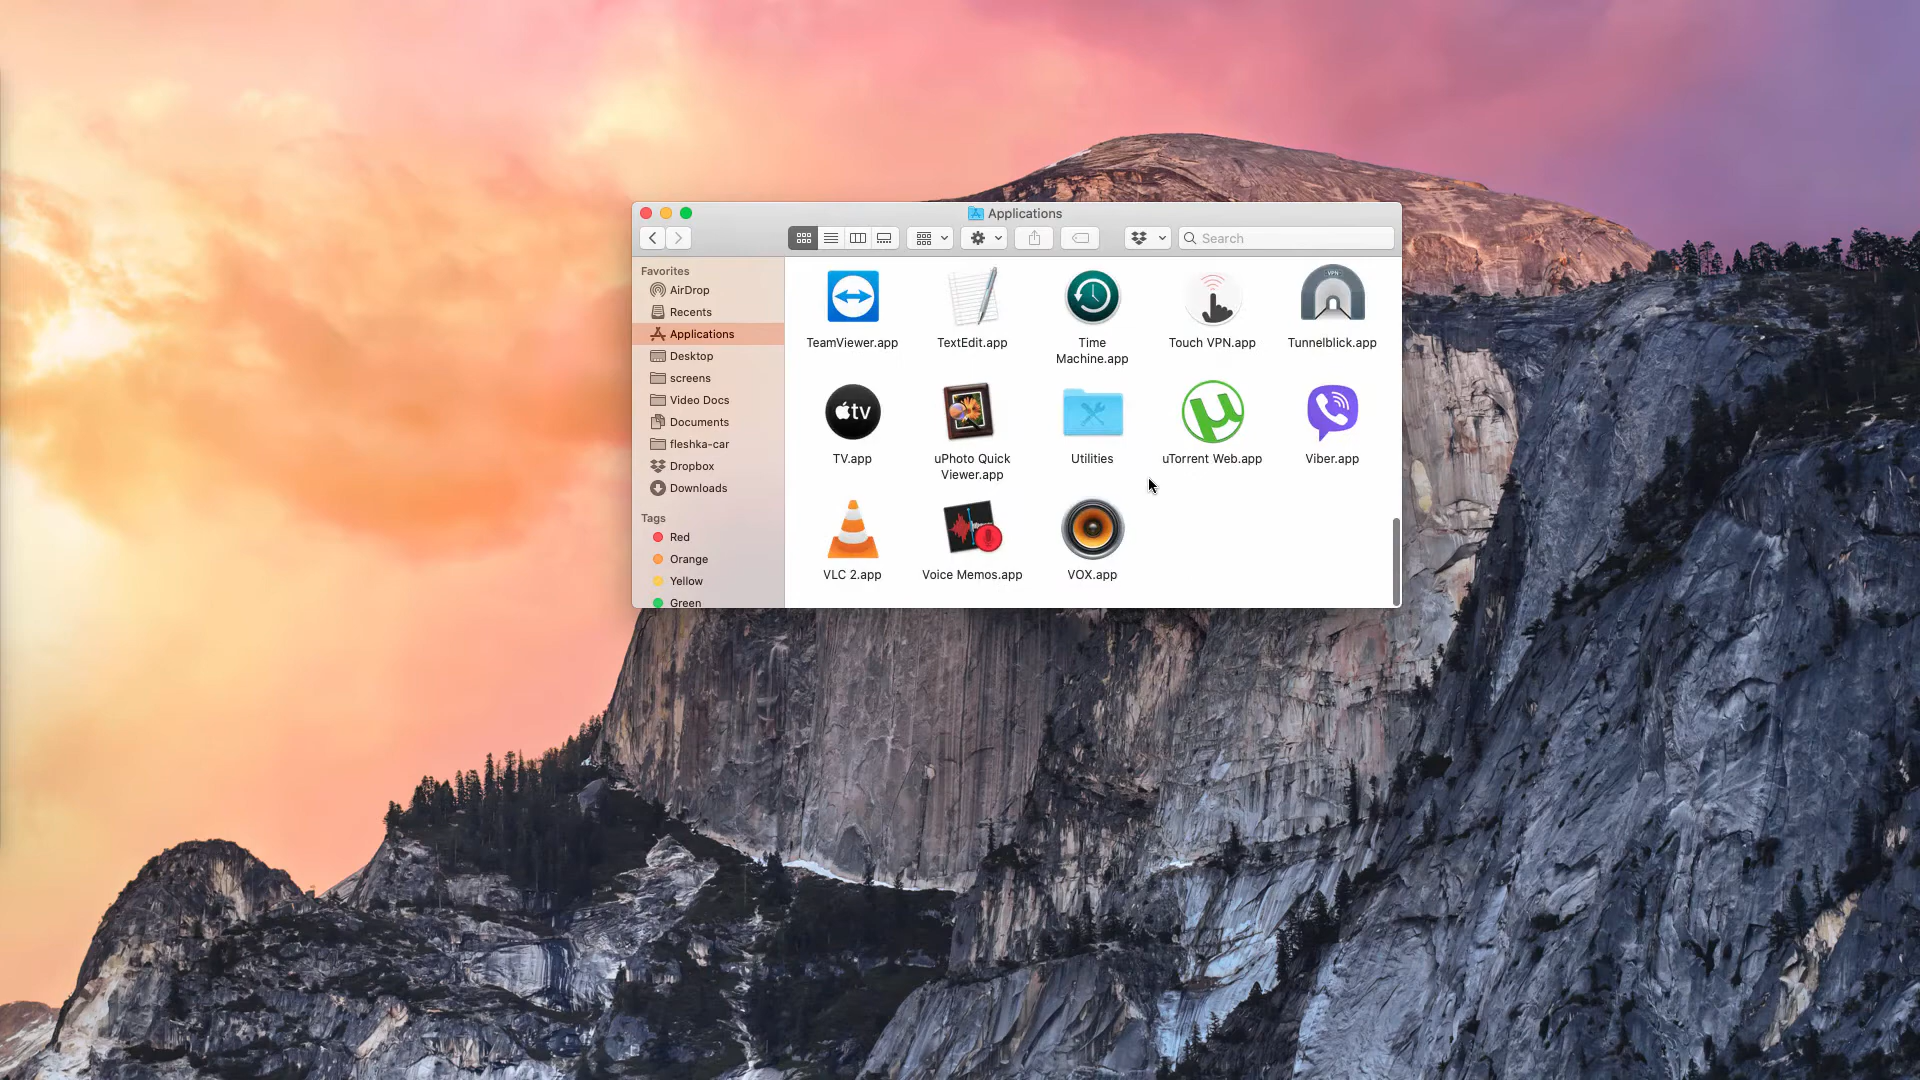 Applications
Search
Favorites
AirDrop
Recents
Applications
Desktop
screens
Video Docs
Documents
fleshka-car
Dropbox
Downloads
Tags
Red
Orange
Yellow
Green
VPN
TeamViewer.app
TextEdit.app
Time
Machine.app
Touch VPN.app
Tunnelblick.app
tv
TV.app
uPhoto Quick
Viewer.app
Utilities
µ
uTorrent Web.app
Viber.app
VLC 2.app
Voice Memos.app
VOX.app